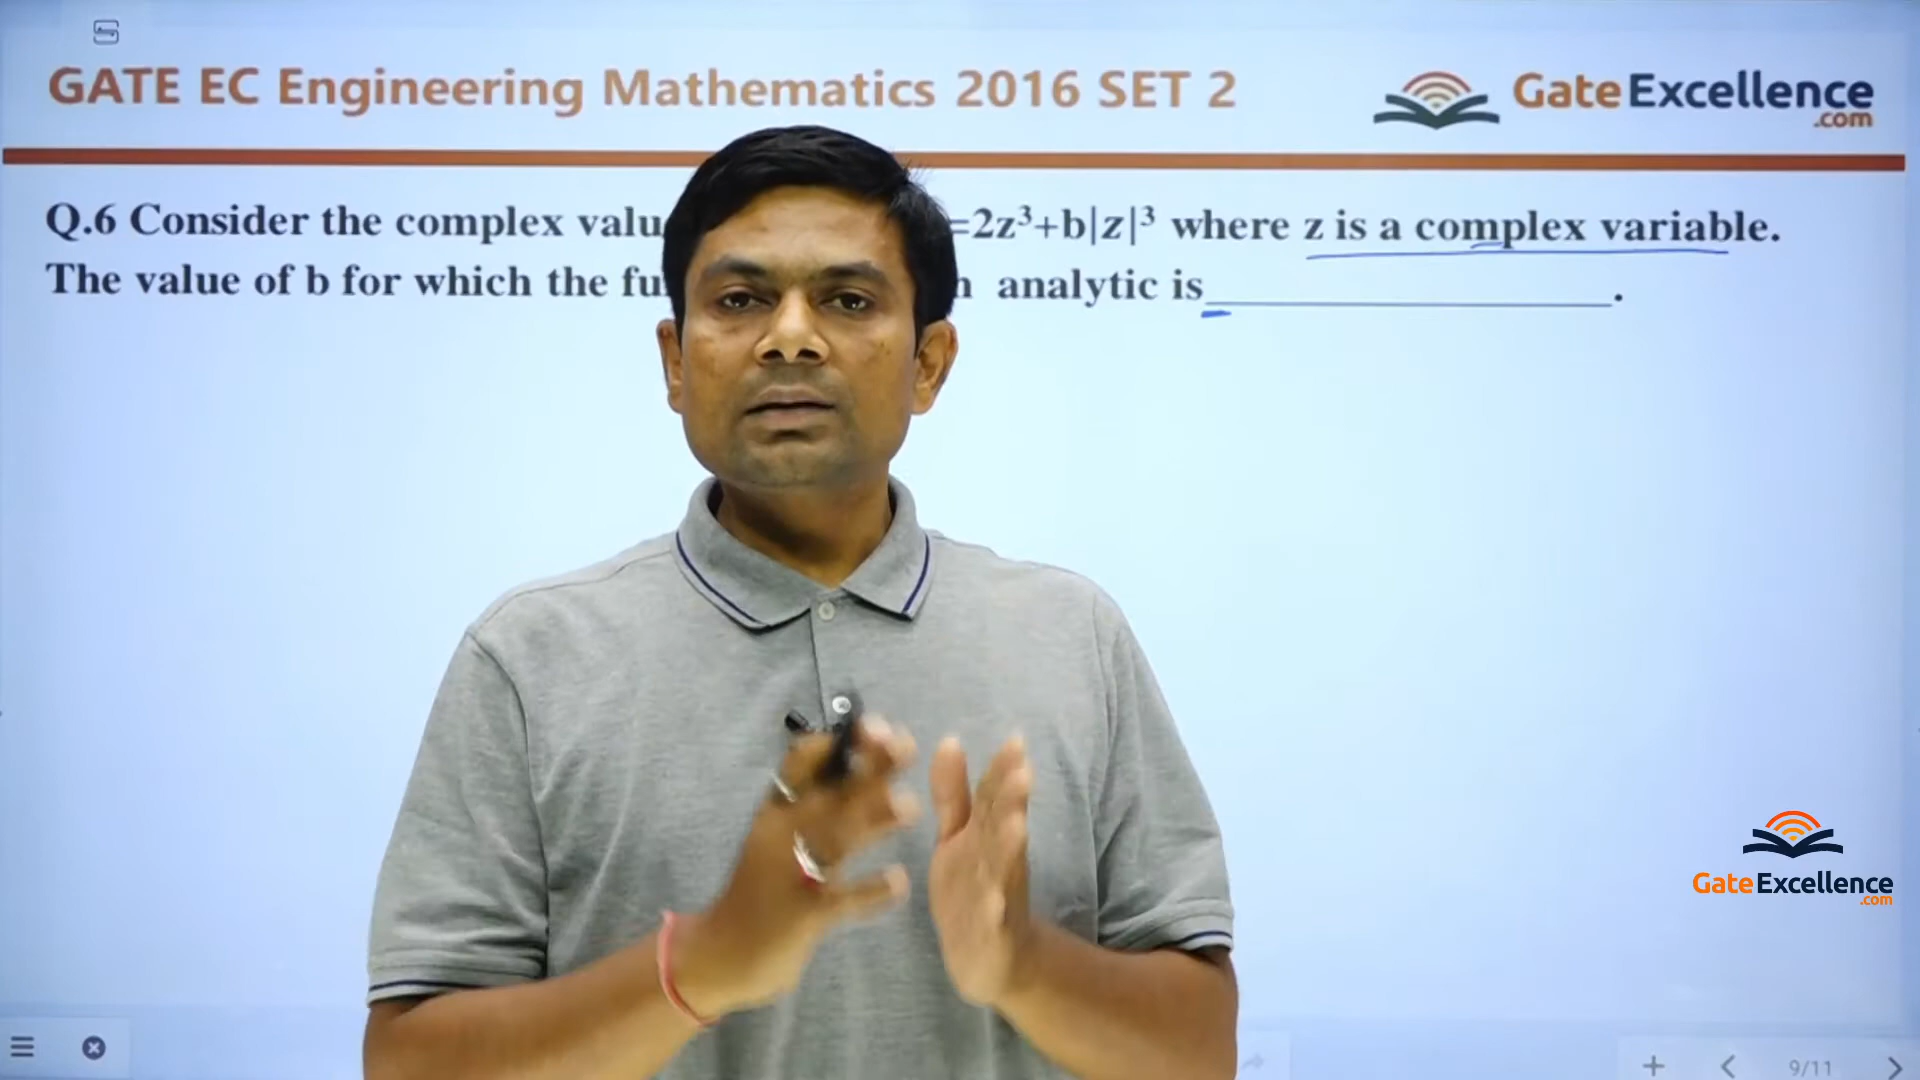 GATE EC Engineering Mathematics 2016 SET 2
GateExcellence
.com
Q.6 Consider the complex valu =2z³+b|z|³ where z is a complex variable.
The value of b for which the fu n analytic is_______________.
GateExcellence
.com
9/11